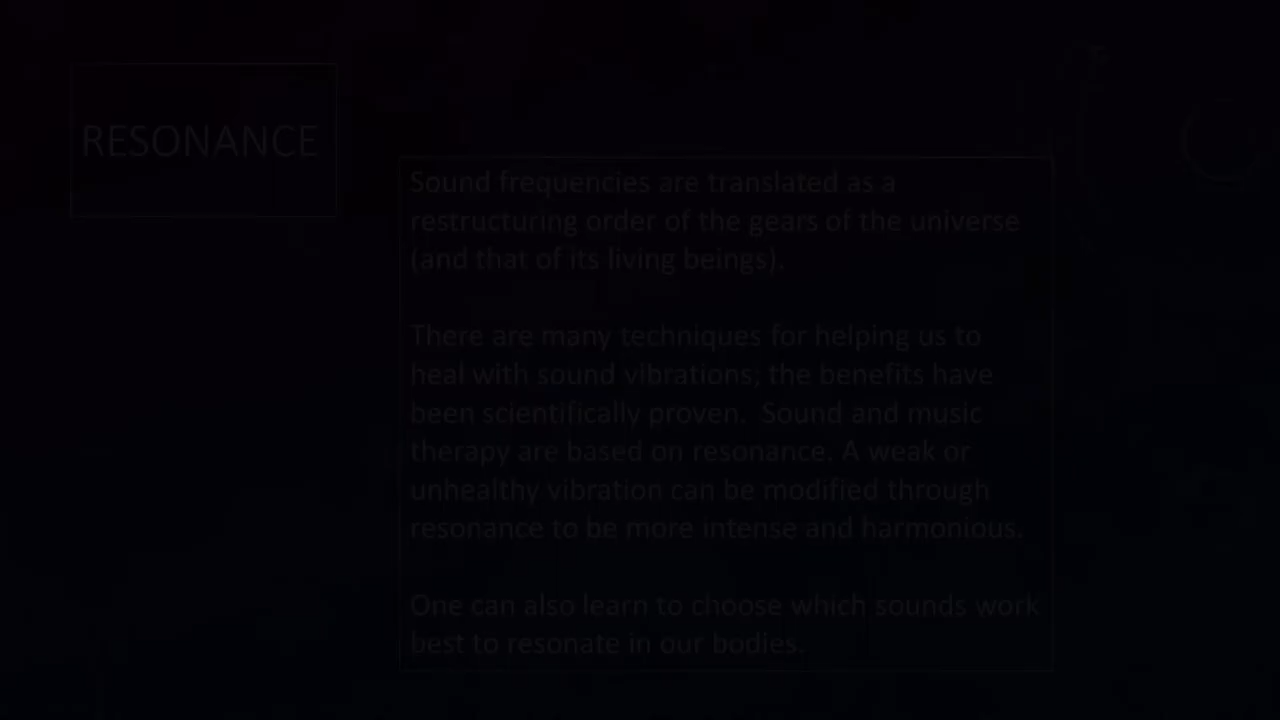 RESONANCE
Sound frequencies are translated as a
restructuring order of the gears of the universe
(and that of its living beings).
There are many techniques for helping us to
heal with sound vibrations; the benefits have
been scientifically proven.  Sound and music
therapy are based on resonance. A weak or
unhealthy vibration can be modified through
resonance to be more intense and harmonious.
One can also learn to choose which sounds work
best to resonate in our bodies.